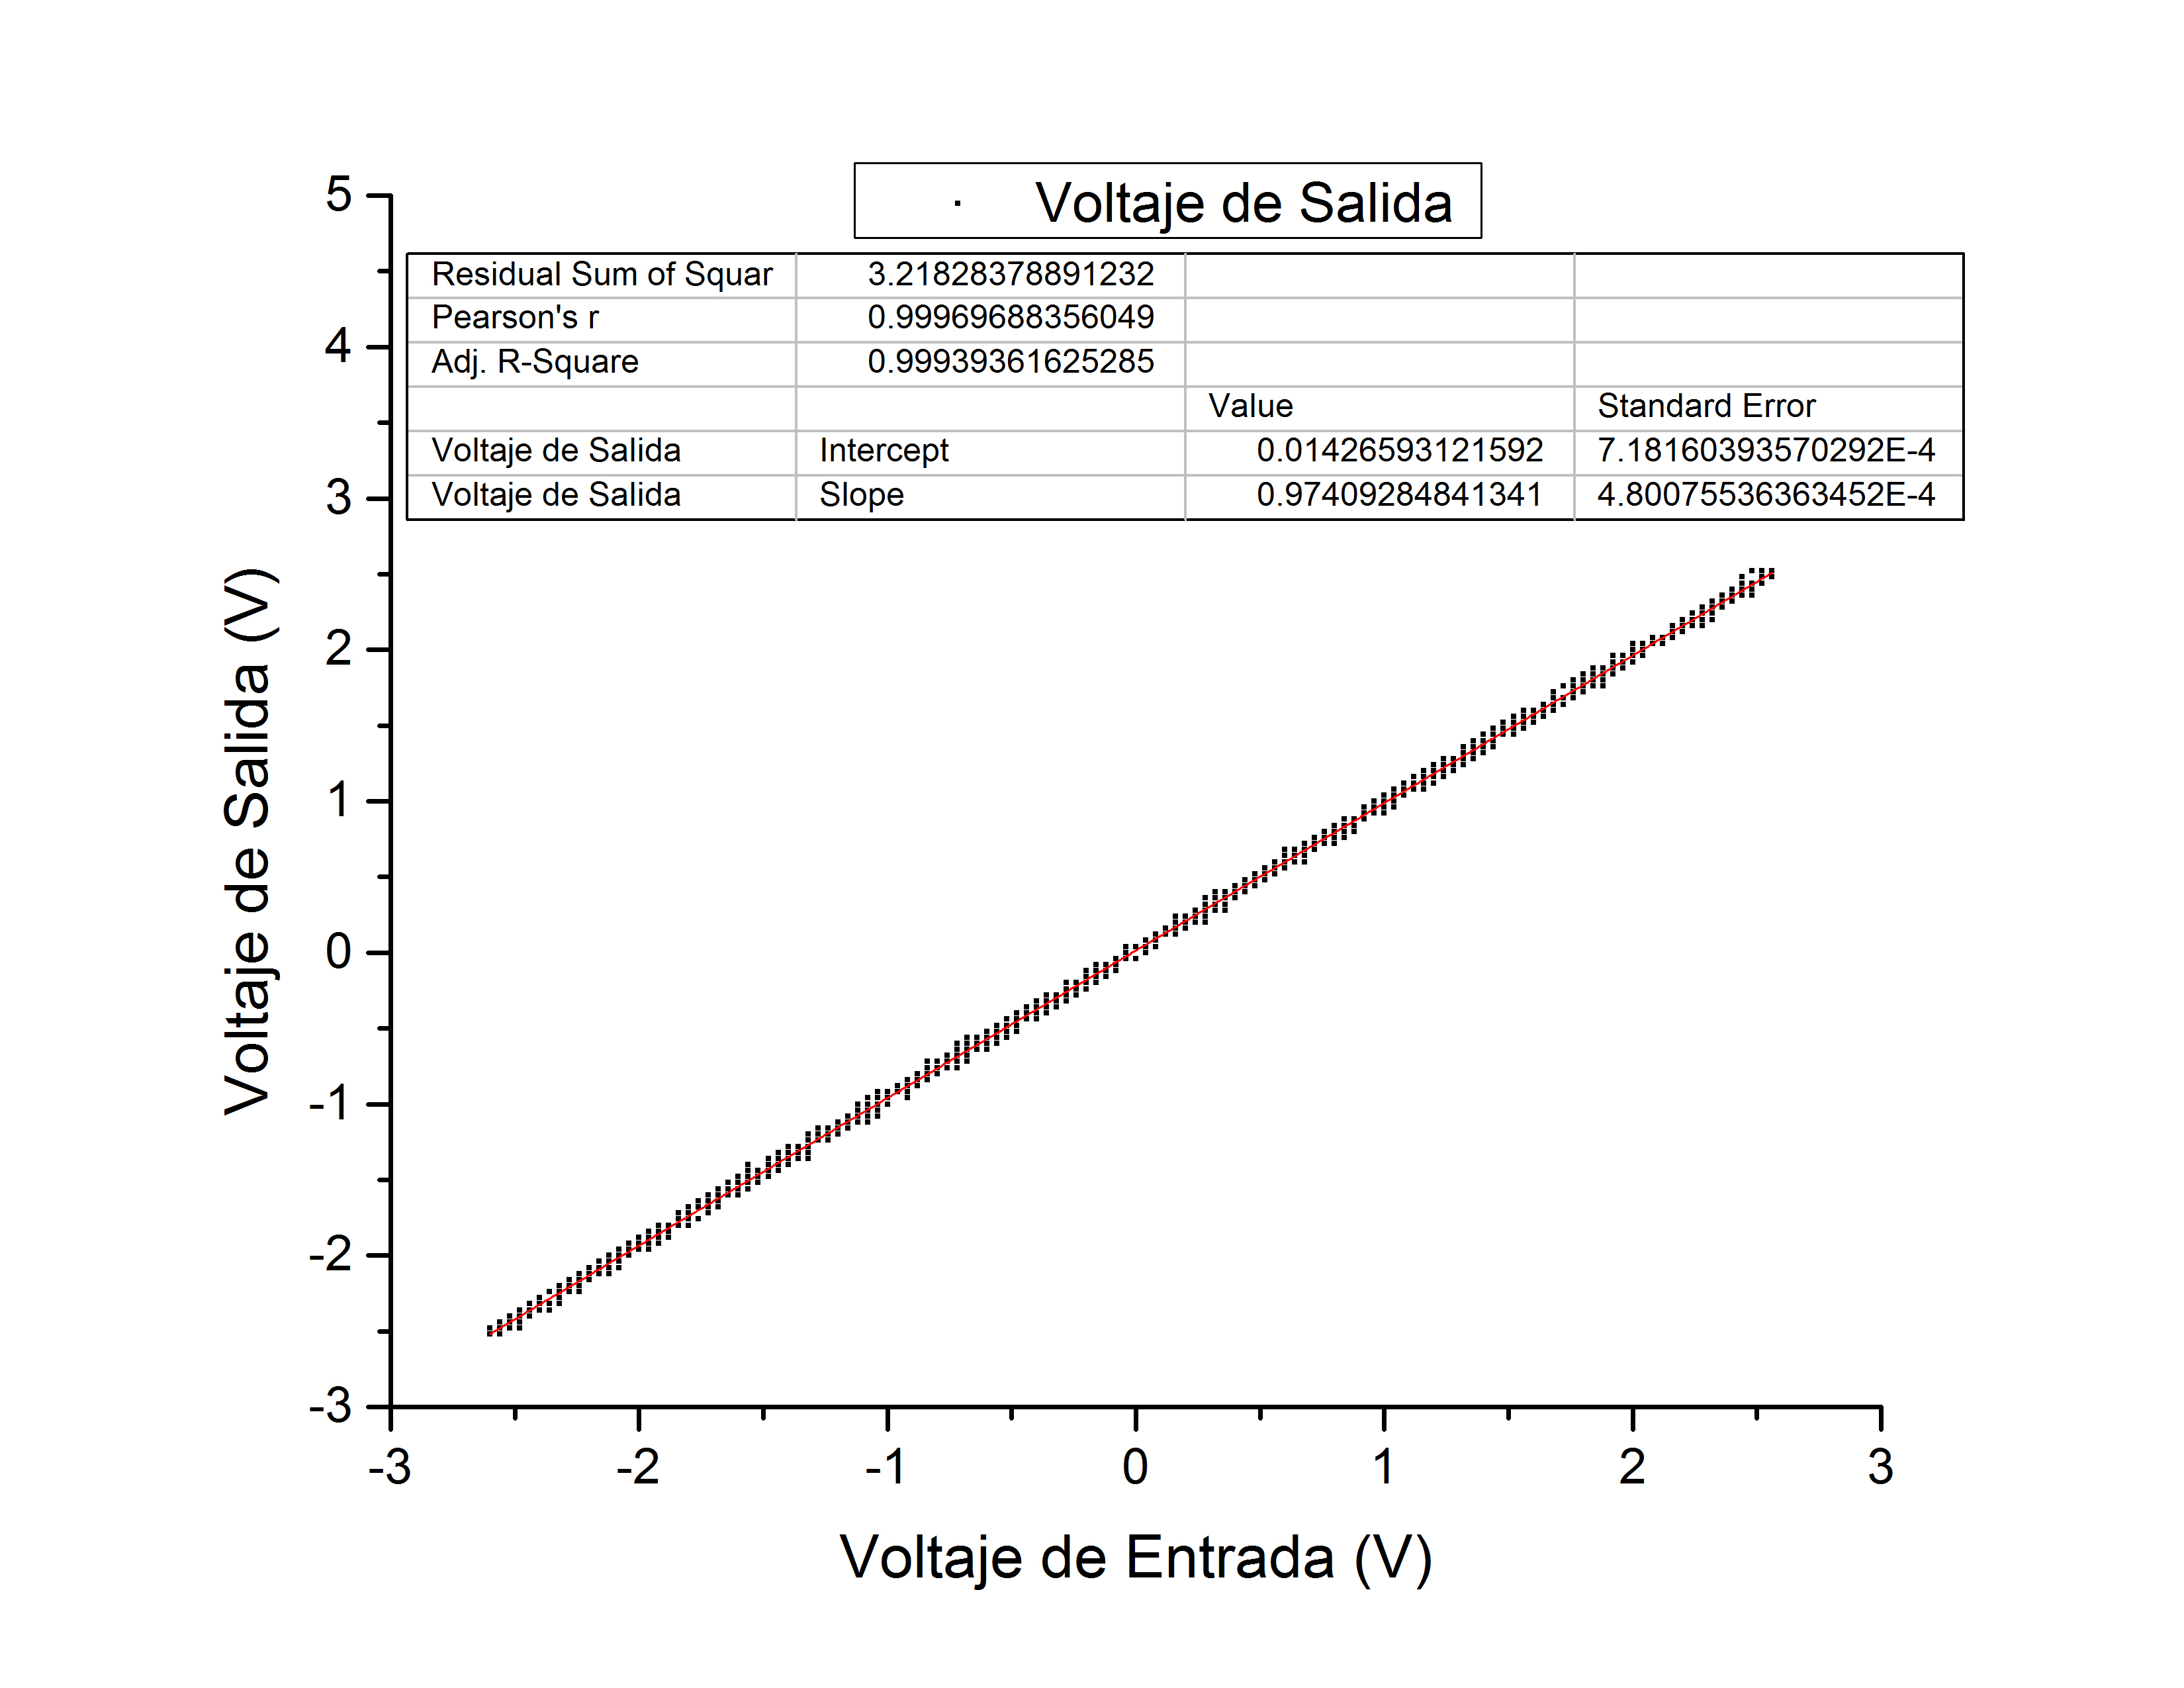 Voltaje de Salida
5
4
3
2
1
0
-1
-2
-3
Residual Sum of Squar 3.21828378891232
Pearson's r 0.99969688356049
Adj. R-Square 0.99939361625285
Value Standard Error
Voltaje de Salida Intercept 0.01426593121592 7.18160393570292E-4
Voltaje de Salida Slope 0.97409284841341 4.80075536363452E-4
Voltaje de Salida (V)
-3 -2 -1 0 1 2 3
Voltaje de Entrada (V)